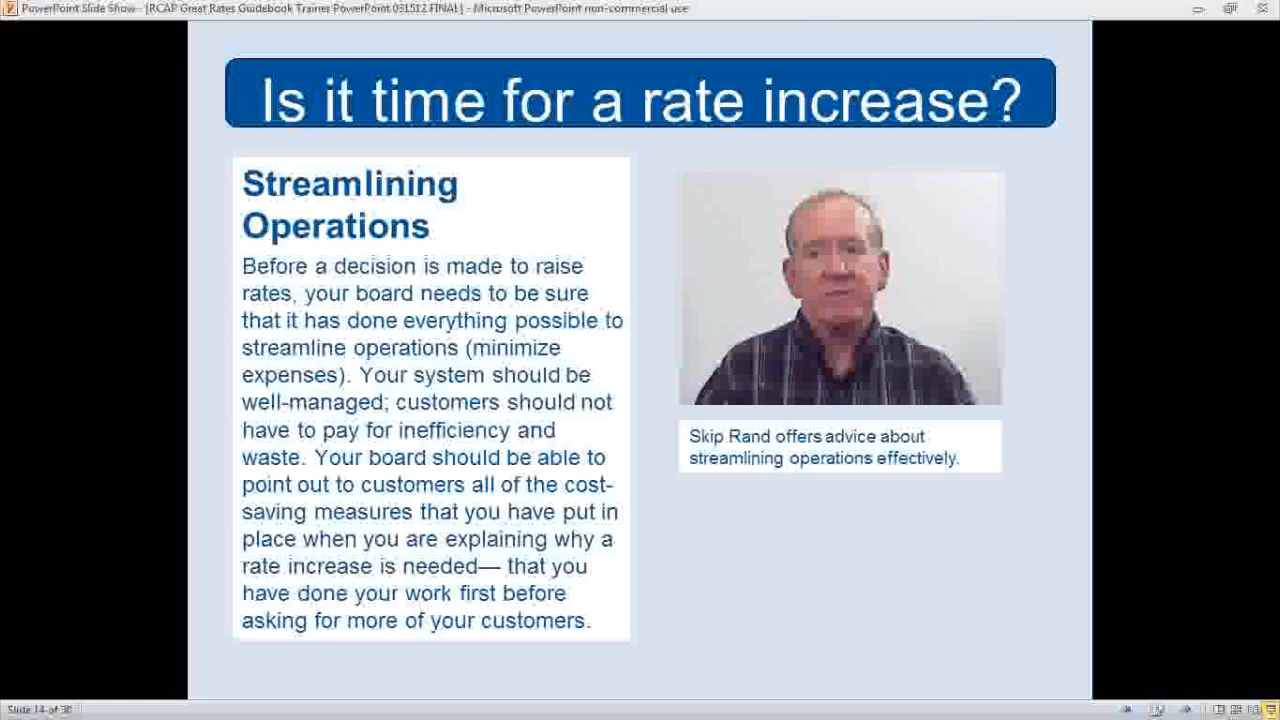 PowerPoint Slide Show - [RCAP Great Rates Guidebook Trainer PowerPoint 031512 FINAL] - Microsoft PowerPoint non-commercial use
Is it time for a rate increase?
Streamlining
Operations
Before a decision is made to raise
rates, your board needs to be sure
that it has done everything possible to
streamline operations (minimize
expenses). Your system should be
well-managed; customers should not
have to pay for inefficiency and
waste. Your board should be able to
point out to customers all of the cost-
saving measures that you have put in
place when you are explaining why a
rate increase is needed— that you
have done your work first before
asking for more of your customers.
Skip Rand offers advice about
streamlining operations effectively.
Slide 14 of 30